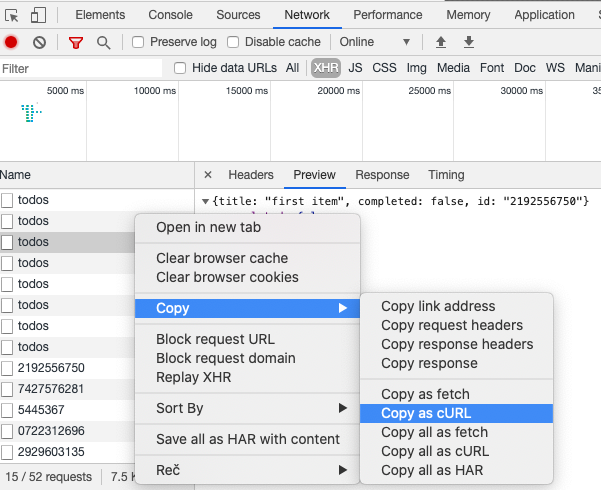 Elements Console Sources Network Performance Memory Application
Preserve log Disable cache Online
Filter Hide data URLs All XHR JS CSS Img Media Font Doc WS Mani
5000 ms 10000 ms 15000 ms 20000 ms 25000 ms 30000 ms 35
Name × Headers Preview Response Timing
todos
{title: "first item", completed: false, id: "2192556750"}
todos
todos
todos
todos
todos
todos
todos
2192556750
7427576281
5445367
0722312696
2929603135
15 / 52 requests 7.5 K
Open in new tab
Clear browser cache
Clear browser cookies
Copy
Block request URL
Block request domain
Replay XHR
Sort By
Save all as HAR with content
Reč
Copy link address
Copy request headers
Copy response headers
Copy response
Copy as fetch
Copy as cURL
Copy all as fetch
Copy all as cURL
Copy all as HAR